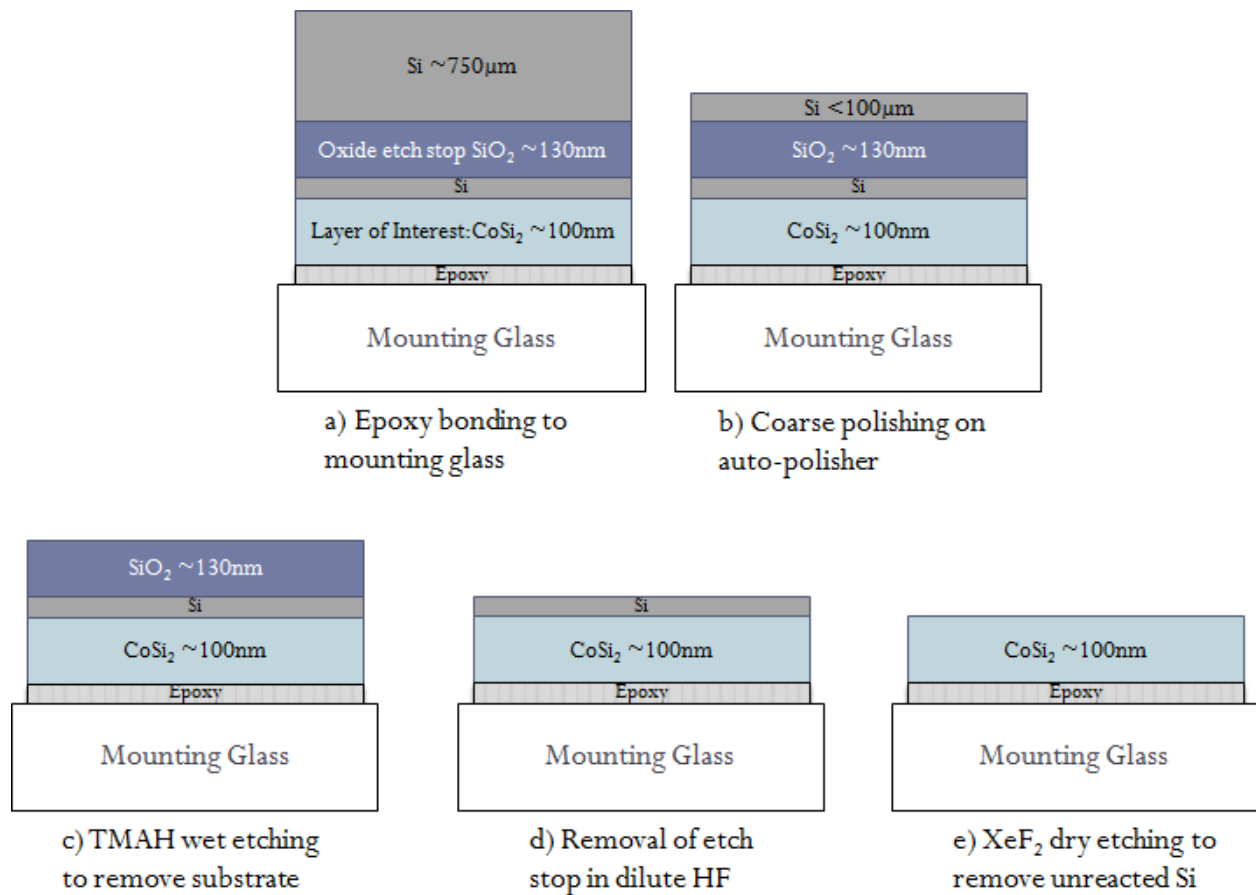 Si ~750µm
Oxide etch stop SiO₂ ~130nm
Si
Layer of Interest:CoSi₂ ~100nm
Epoxy
Mounting Glass
a) Epoxy bonding to
mounting glass
Si <100µm
SiO₂ ~130nm
Si
CoSi₂ ~100nm
Epoxy
Mounting Glass
b) Coarse polishing on
auto-polisher
SiO₂ ~130nm
Si
CoSi₂ ~100nm
Epoxy
Mounting Glass
c) TMAH wet etching
to remove substrate
Si
CoSi₂ ~100nm
Epoxy
Mounting Glass
d) Removal of etch
stop in dilute HF
CoSi₂ ~100nm
Epoxy
Mounting Glass
e) XeF₂ dry etching to
remove unreacted Si